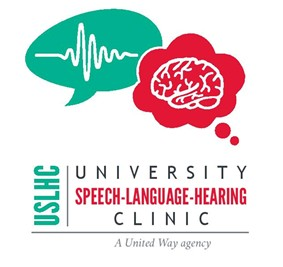 USLHC
UNIVERSITY
SPEECH-LANGUAGE-HEARING
CLINIC
A United Way agency